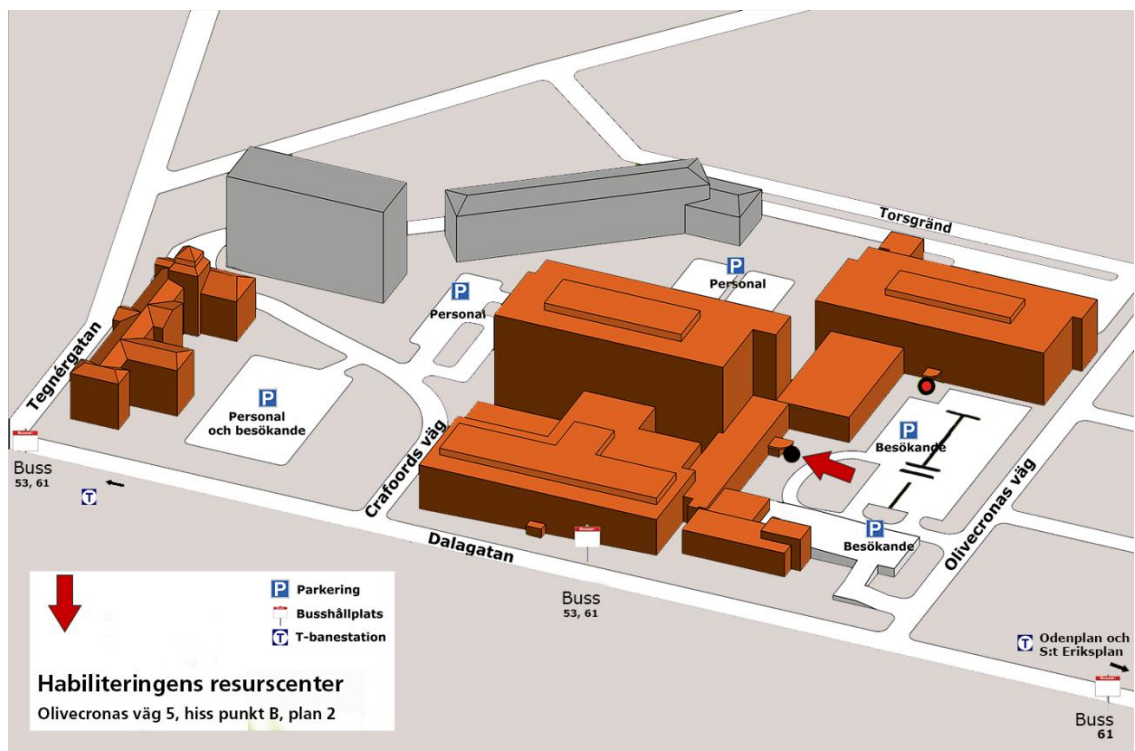 Torsgränd
P
Personal
P
Personal
Tegnérgatan
P
Personal
och besökande
P
Besökande
Crafoords väg
Olivecronas väg
P
Besökande
Buss
53, 61
T
Dalagatan
Buss
53, 61
P Parkering
Busshållplats
T T-banestation
T Odenplan och
S:t Eriksplan
Habiliteringens resurscenter
Olivecronas väg 5, hiss punkt B, plan 2
Buss
61